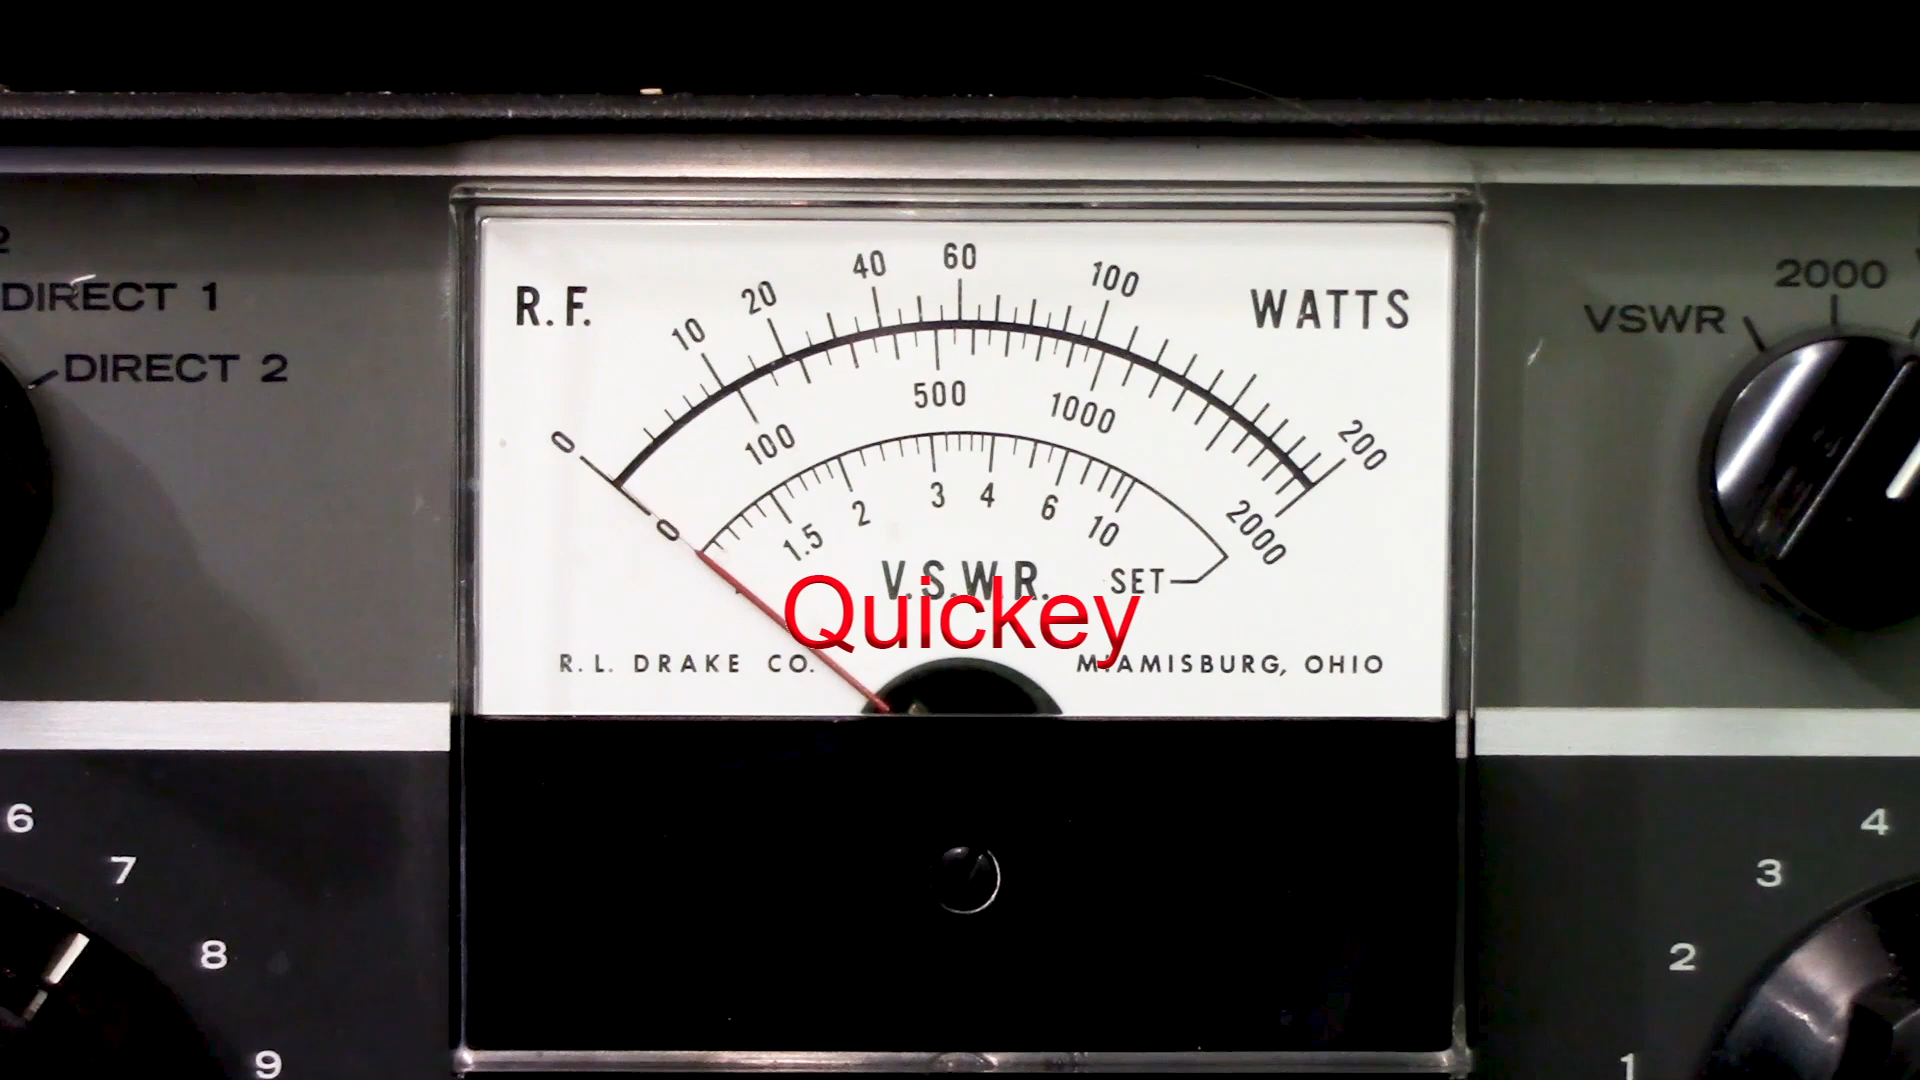 2
DIRECT 1
DIRECT 2
R.F.
WATTS
0 10 20 40 60 100 200
100 500 1000 2000
0 1.5 2 3 4 6 10
V.S.W.R.
SET
Quickey
R. L. DRAKE CO.
MIAMISBURG, OHIO
2000
VSWR
6
7
8
9
4
3
2
1